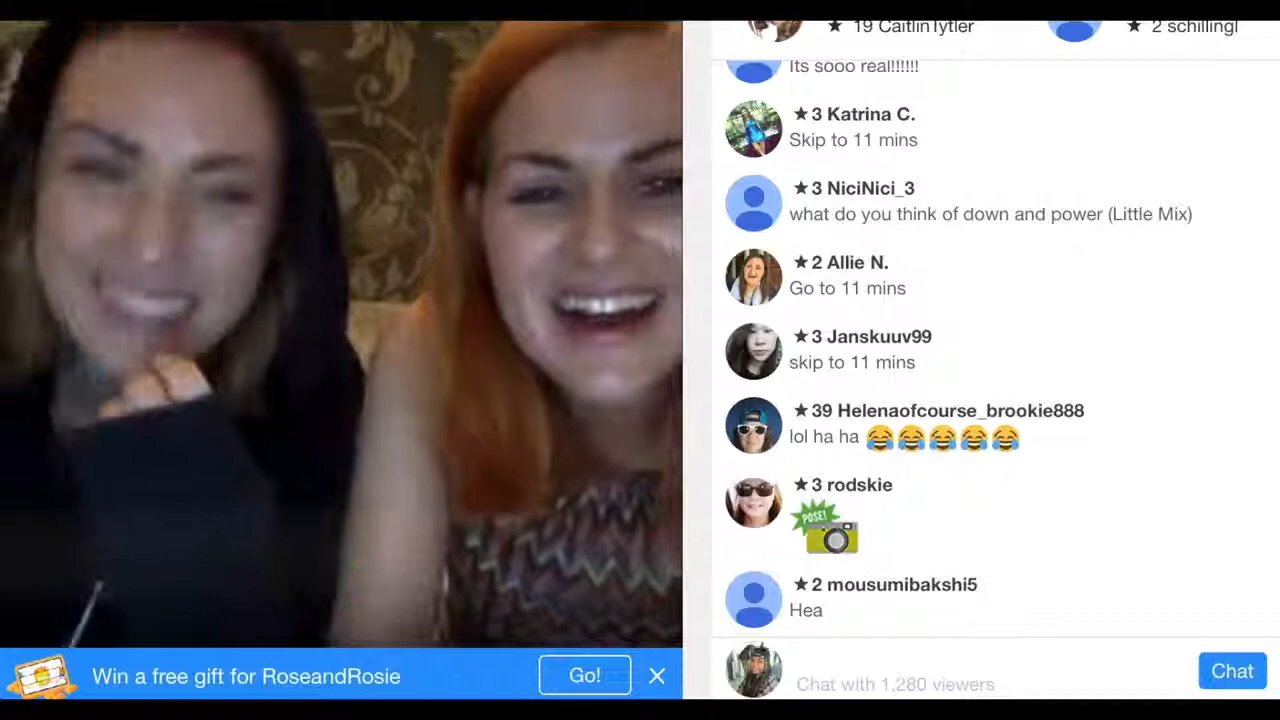 ★ 19 CaitlinTytler
★ 2 schillingl
Its sooo real!!!!!!
★3 Katrina C.
Skip to 11 mins
★3 NiciNici_3
what do you think of down and power (Little Mix)
★2 Allie N.
Go to 11 mins
★3 Janskuuv99
skip to 11 mins
★39 Helenaofcourse_brookie888
lol ha ha 😂😂😂😂😂
★3 rodskie
POSE!
★2 mousumibakshi5
Hea
Win a free gift for RoseandRosie
Go!
Chat with 1,280 viewers
Chat